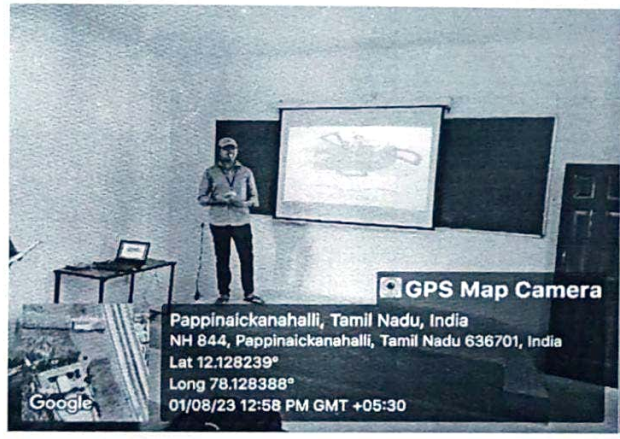 GPS Map Camera
Pappinaickanahalli, Tamil Nadu, India
NH 844, Pappinaickanahalli, Tamil Nadu 636701, India
Lat 12.128239°
Long 78.128388°
01/08/23 12:58 PM GMT +05:30
Google